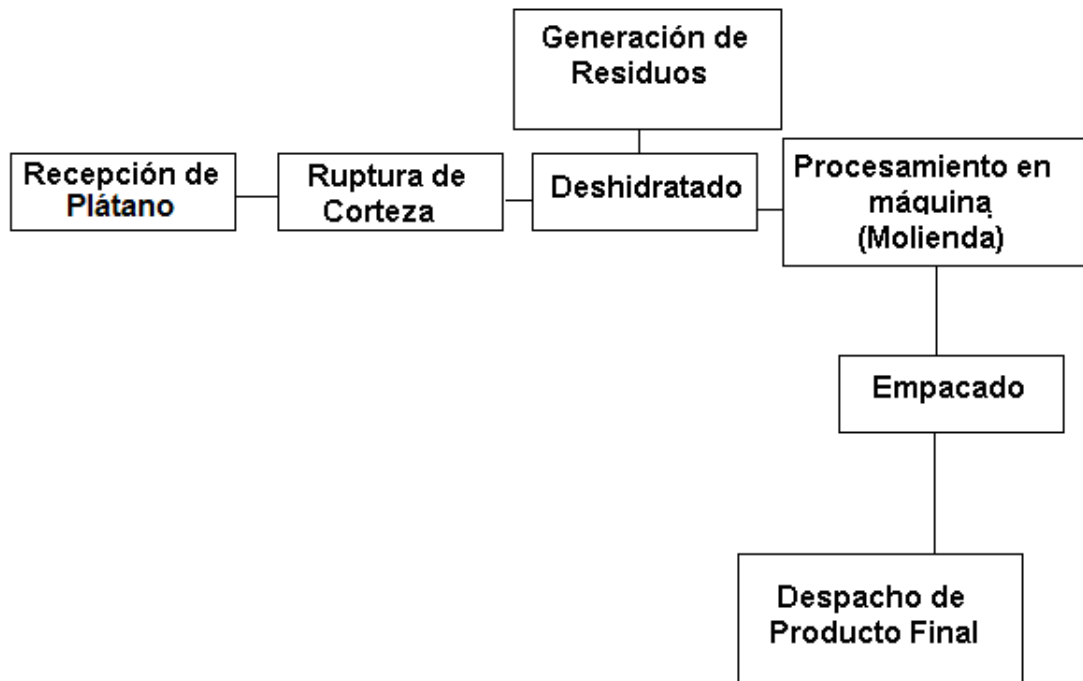 Generación de
Residuos
Recepción de
Plátano
Ruptura de
Corteza
Deshidratado
Procesamiento en
máquina
(Molienda)
Empacado
Despacho de
Producto Final